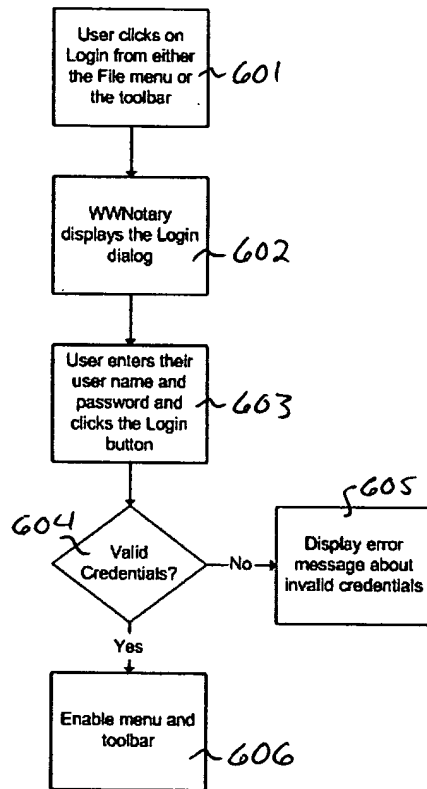 User clicks on
Login from either
the File menu or
the toolbar
601
WWNotary
displays the Login
dialog
602
User enters their
user name and
password and
clicks the Login
button
603
604
Valid
Credentials?
No
605
Display error
message about
invalid credentials
Yes
Enable menu and
toolbar
606